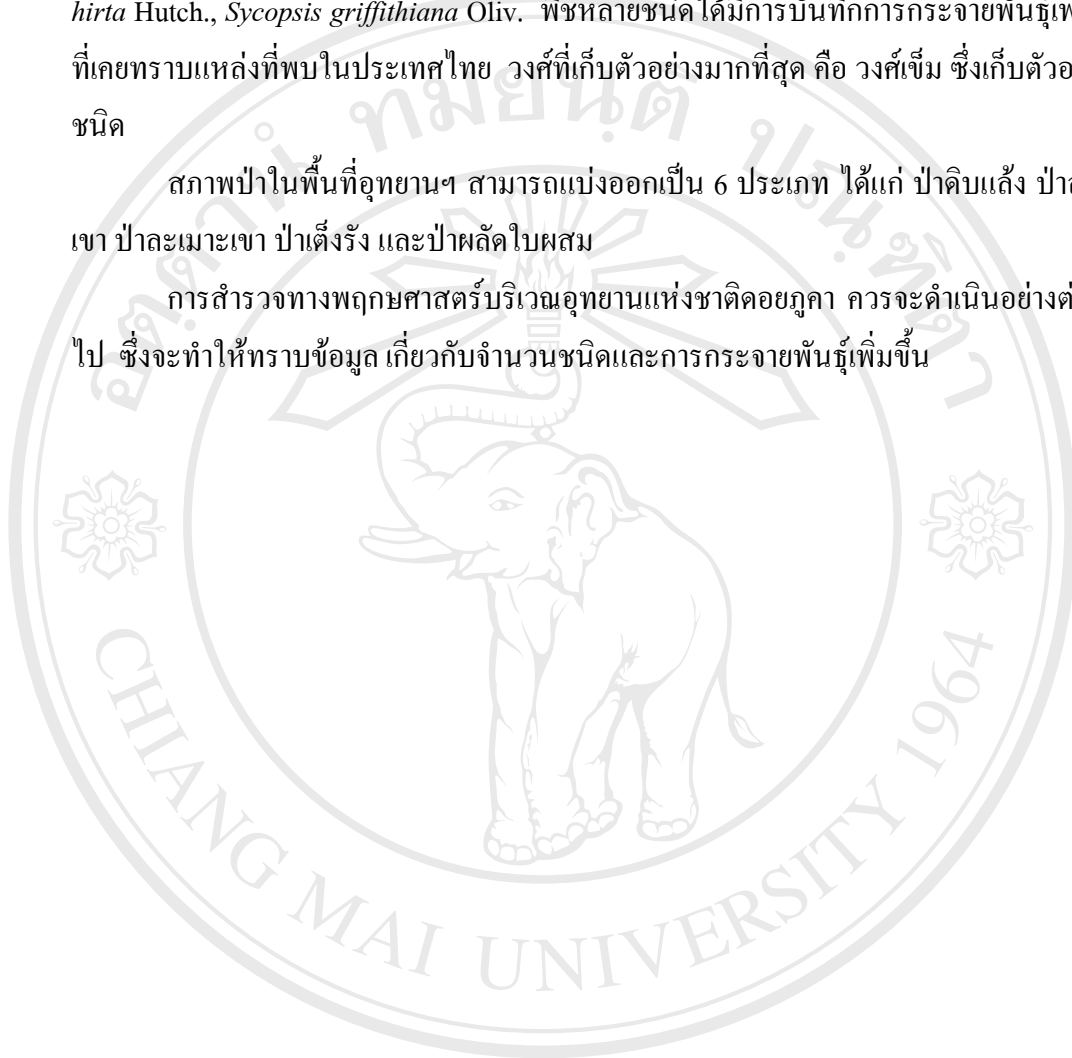 hirta Hutch., Sycopsis griffithiana Oliv. พืชหลายชนิดได้มีการบันทึกการกระจายพันธุ์
ที่เคยทราบแหล่งที่พบในประเทศไทย วงศ์ที่เก็บตัวอย่างมากที่สุด คือ วงศ์เข็ม ซึ่งเก็บ
ชนิด
สภาพป่าในพื้นที่อุทยานฯ สามารถแบ่งออกเป็น 6 ประเภท ได้แก่ ป่าดิบแล้ง
เขา ป่าละเมาะเขา ป่าเต็งรัง และป่าผลัดใบผสม
การสำรวจทางพฤกษศาสตร์บริเวณอุทยานแห่งชาติดอยภูคา ควรจะดำเนินอย่าง
ไป ซึ่งจะทำให้ทราบข้อมูล เกี่ยวกับจำนวนชนิดและการกระจายพันธุ์เพิ่มขึ้น
อตฺตานํ ทมยนฺติ ปณฺฑิตา
CHIANG MAI UNIVERSITY 1964